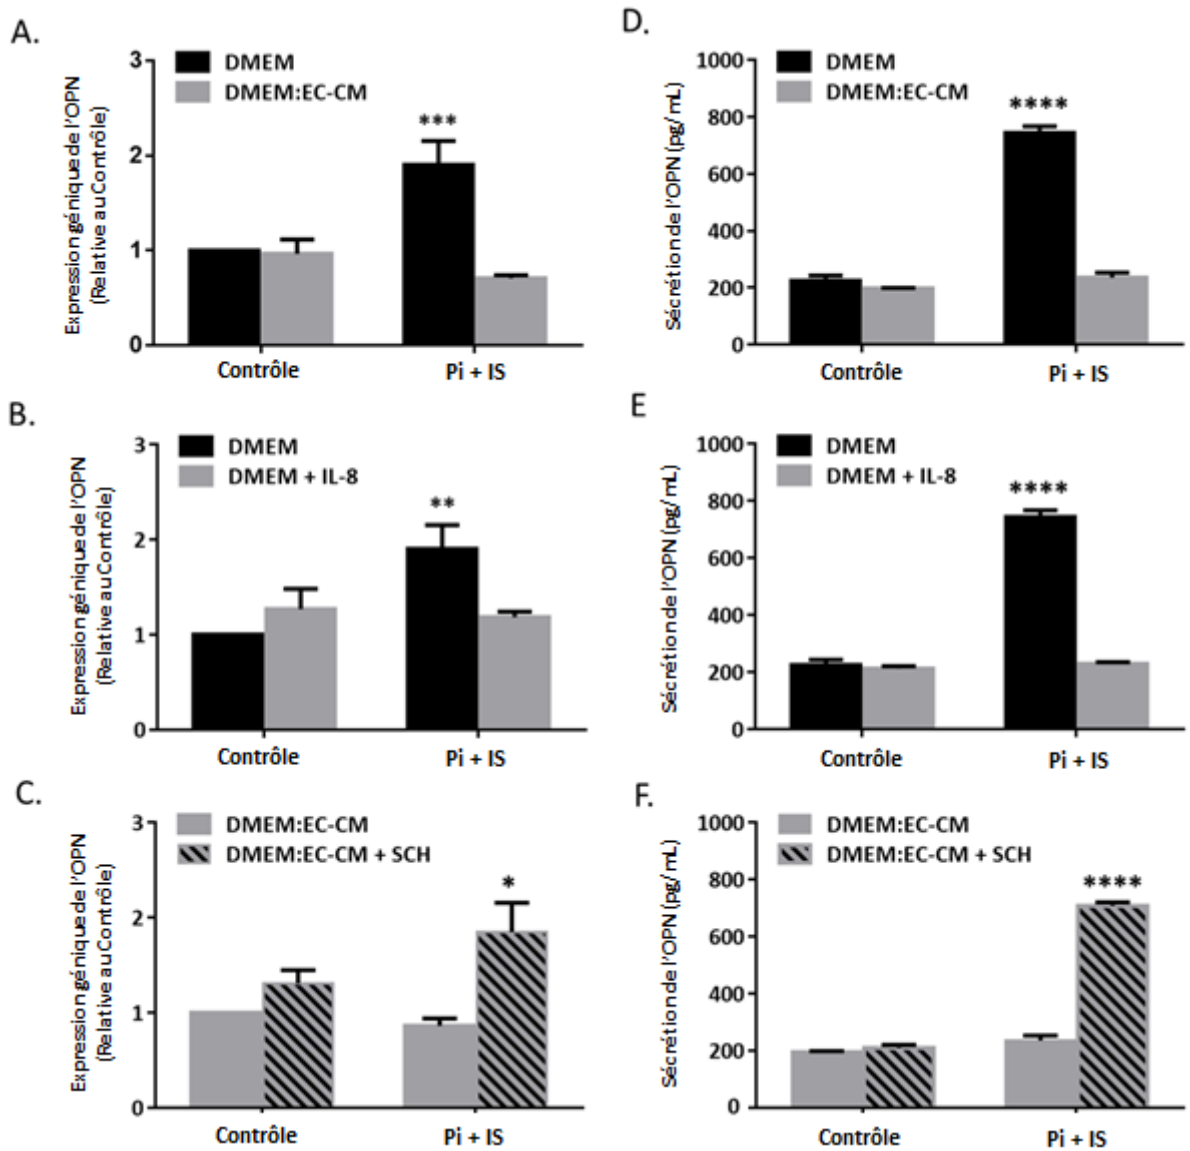 A.
Expression génique de l'OPN
(Relative au Contrôle)
3
2
1
0
DMEM
DMEM:EC-CM
***
Contrôle
Pi + IS
D.
Sécrétion de l'OPN (pg/mL)
1000
800
600
400
200
0
DMEM
DMEM:EC-CM
****
Contrôle
Pi + IS
B.
Expression génique de l'OPN
(Relative au Contrôle)
3
2
1
0
DMEM
DMEM + IL-8
**
Contrôle
Pi + IS
E
Sécrétion de l'OPN (pg/mL)
1000
800
600
400
200
0
DMEM
DMEM + IL-8
****
Contrôle
Pi + IS
C.
Expression génique de l'OPN
(Relative au Contrôle)
3
2
1
0
DMEM:EC-CM
DMEM:EC-CM + SCH
*
Contrôle
Pi + IS
F.
Sécrétion de l'OPN (pg/mL)
1000
800
600
400
200
0
DMEM:EC-CM
DMEM:EC-CM + SCH
****
Contrôle
Pi + IS